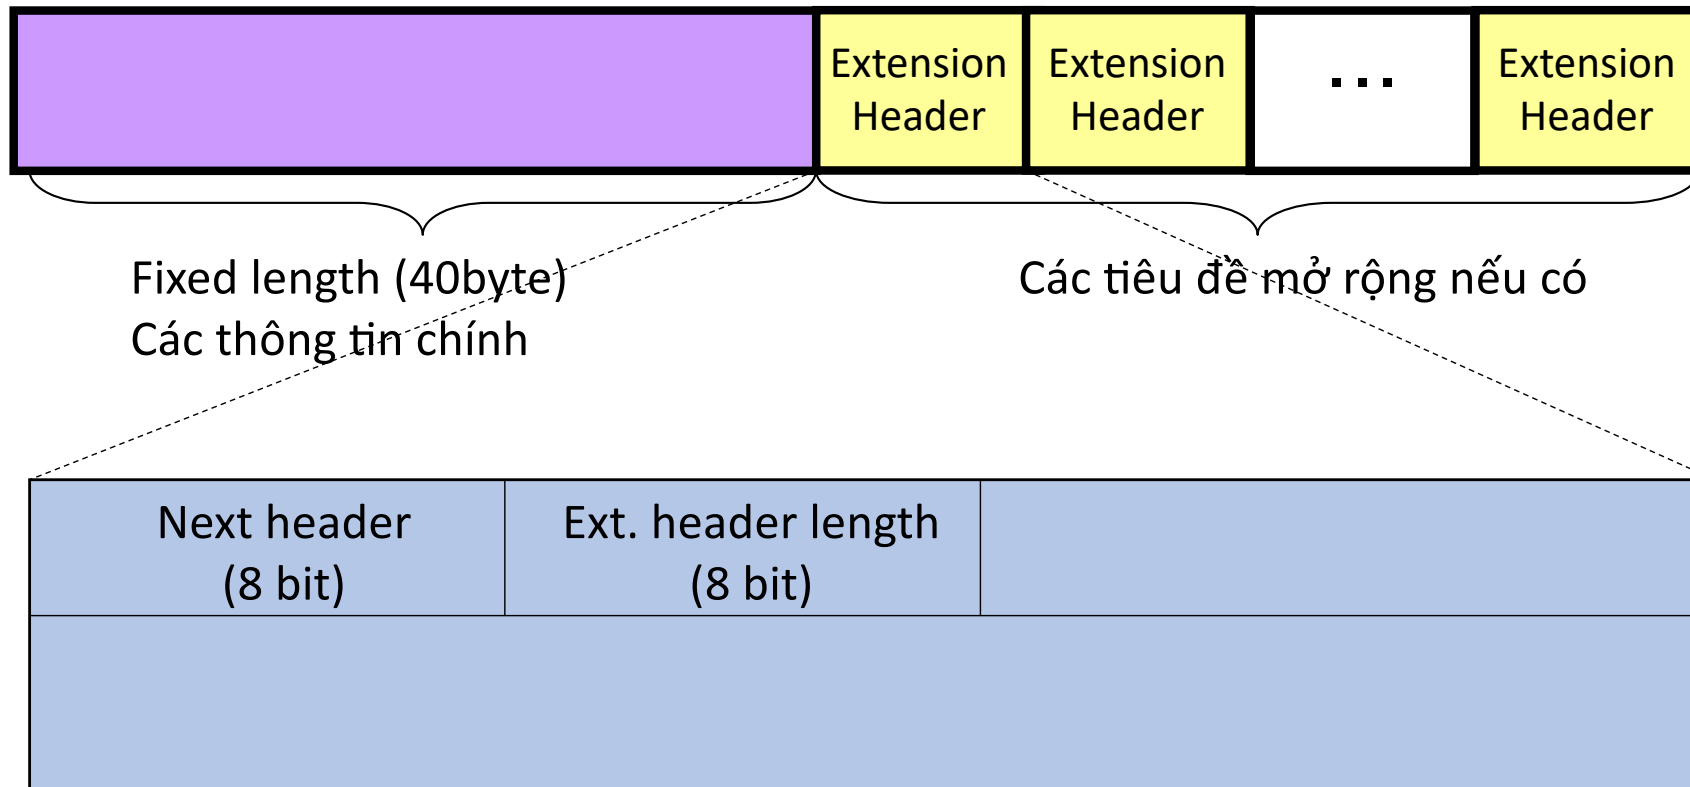 Extension
Header
Extension
Header
...
Extension
Header
Fixed length (40byte)
Các thông tin chính
Các tiêu đề mở rộng nếu có
Next header
(8 bit)
Ext. header length
(8 bit)